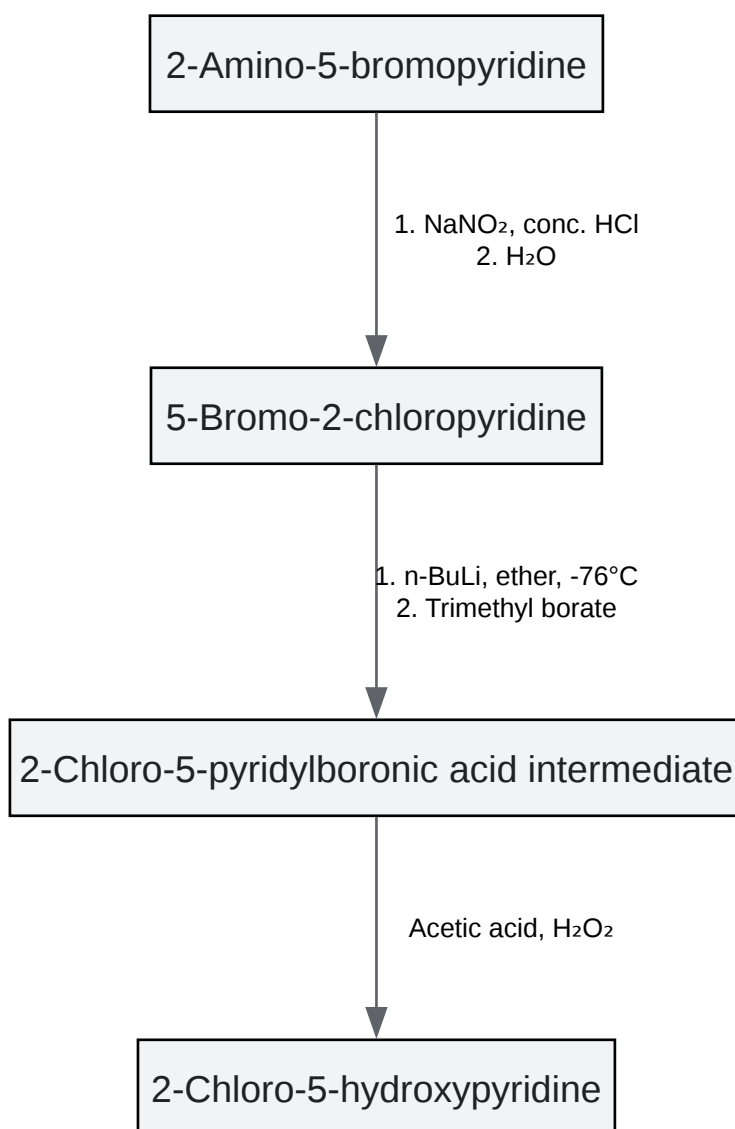 2-Amino-5-bromopyridine
1. NaNO₂, conc. HCl
2. H₂O
5-Bromo-2-chloropyridine
1. n-BuLi, ether, -76°C
2. Trimethyl borate
2-Chloro-5-pyridylboronic acid intermediate
Acetic acid, H₂O₂
2-Chloro-5-hydroxypyridine